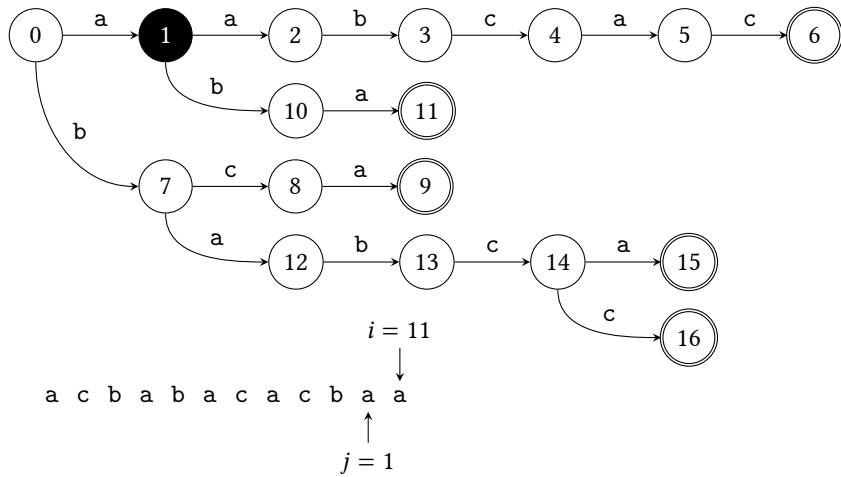 0 a 1 a 2 b 3 c 4 a 5 c 6
b 10 a 11
b
7 c 8 a 9
a 12 b 13 c 14 a 15
c 16
i = 11
a c b a b a c a c b a a
j = 1